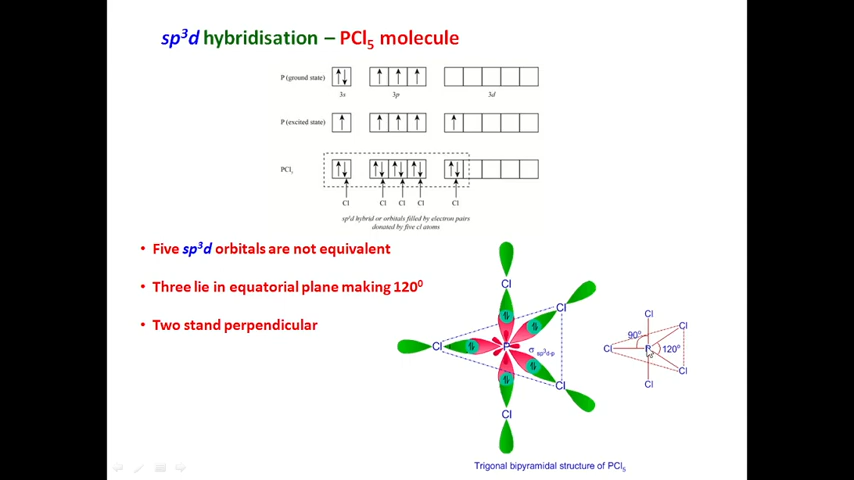 sp³d hybridisation – PCl₅ molecule
P (ground state)
3s 3p 3d
P (excited state)
PCl₅
Cl Cl Cl Cl Cl
sp³d hybrid or orbitals filled by electron pairs
donated by five cl atoms
• Five sp³d orbitals are not equivalent
• Three lie in equatorial plane making 120⁰
• Two stand perpendicular
Cl
Cl
Cl P σ sp³d-p
Cl
Cl
Cl
Cl
90° 
Cl P 120°
Cl
Cl
Trigonal bipyramidal structure of PCl₅